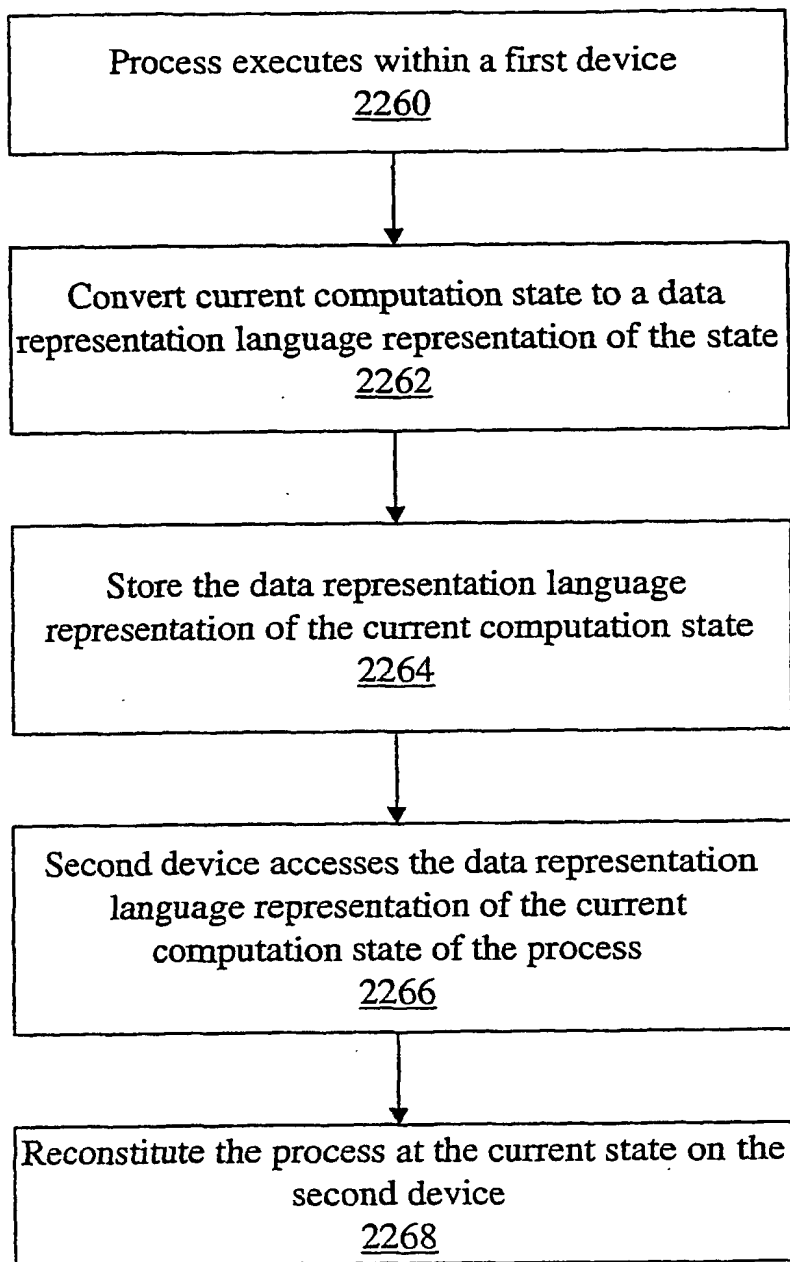 Process executes within a first device
2260
Convert current computation state to a data
representation language representation of the state
2262
Store the data representation language
representation of the current computation state
2264
Second device accesses the data representation
language representation of the current
computation state of the process
2266
Reconstitute the process at the current state on the
second device
2268